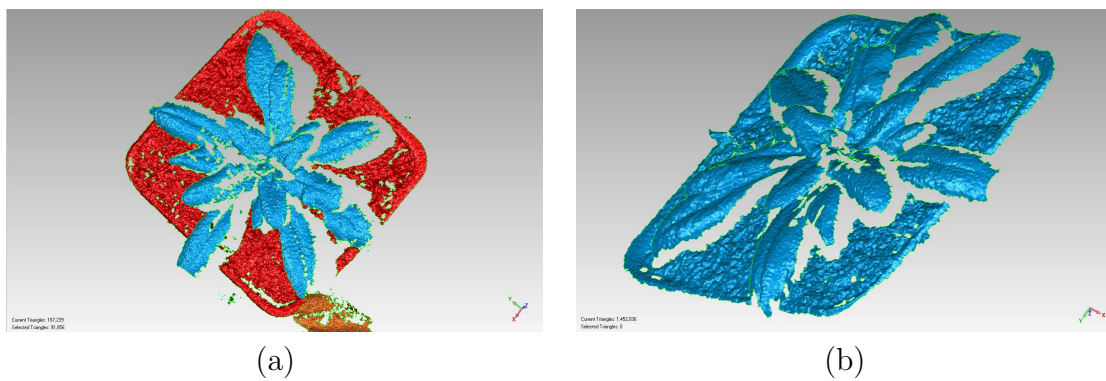 Current Triangles: 167,239
Selected Triangles: 91,856
Y
Z
X
(a)
Current Triangles: 1,452,036
Selected Triangles: 0
Y
Z
X
(b)